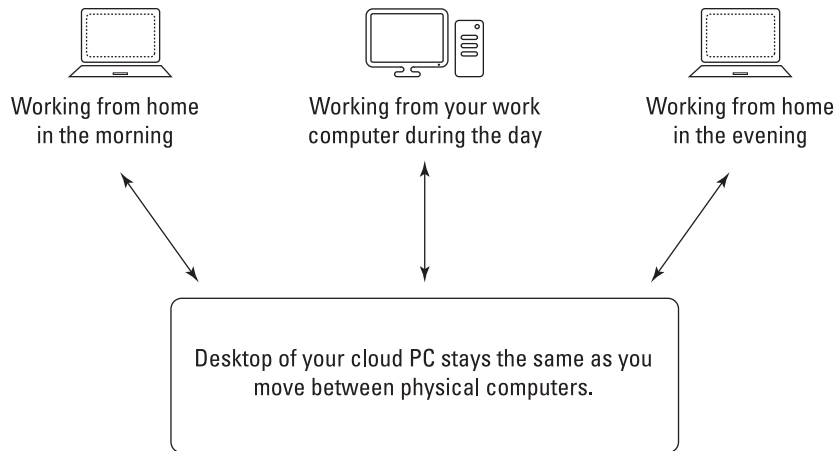 Working from home
in the morning
Working from your work
computer during the day
Working from home
in the evening
Desktop of your cloud PC stays the same as you
move between physical computers.